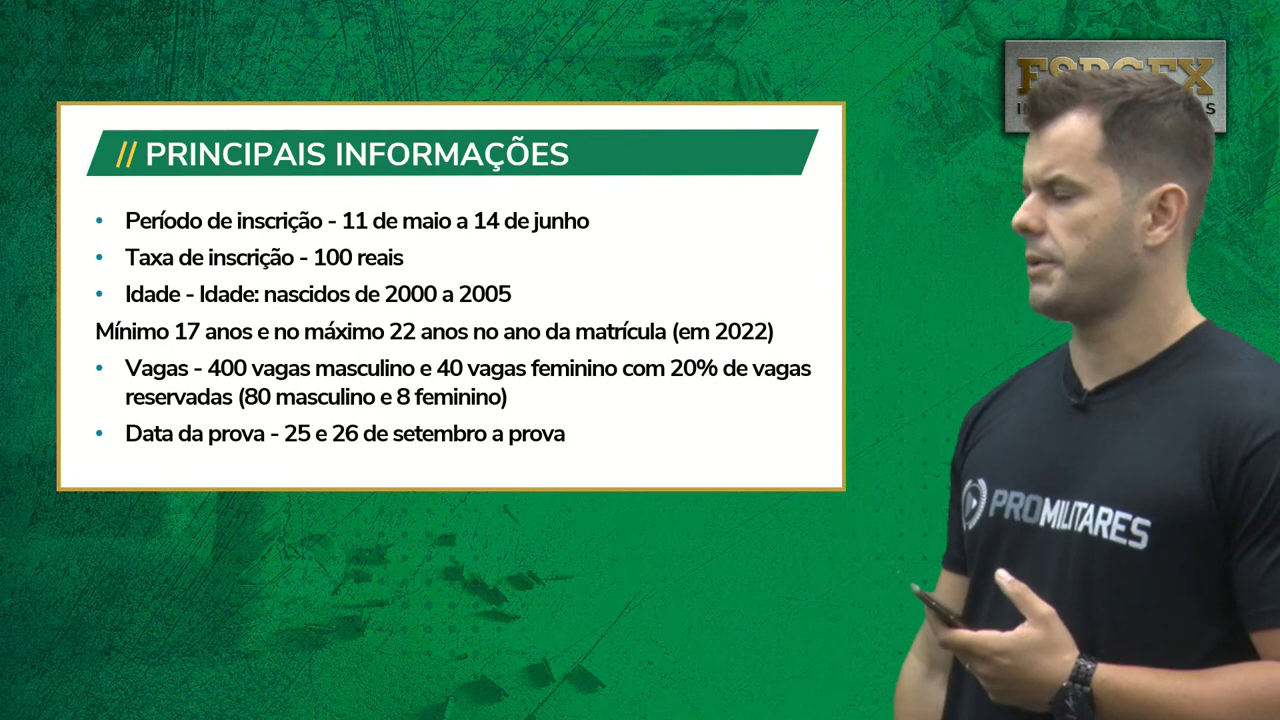 ESPCEX
// PRINCIPAIS INFORMAÇÕES
• Período de inscrição - 11 de maio a 14 de junho
• Taxa de inscrição - 100 reais
• Idade - Idade: nascidos de 2000 a 2005
Mínimo 17 anos e no máximo 22 anos no ano da matrícula (em 2022)
• Vagas - 400 vagas masculino e 40 vagas feminino com 20% de vagas
reservadas (80 masculino e 8 feminino)
• Data da prova - 25 e 26 de setembro a prova
PROMILITARES